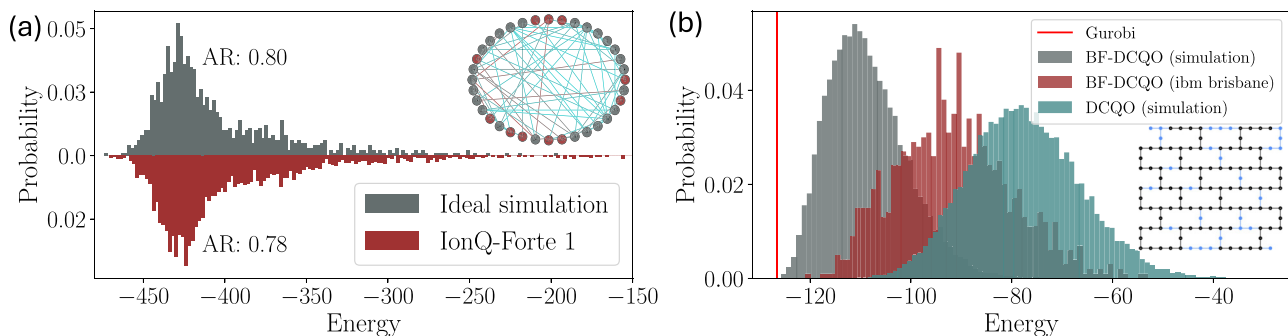 (a)
0.05
0.03
0.0
0.02
Probability
AR: 0.80
AR: 0.78
Ideal simulation
IonQ-Forte 1
−450
−400
−350
−300
−250
−200
−150
Energy
(b)
0.04
0.02
0.00
Probability
Gurobi
BF-DCQO (simulation)
BF-DCQO (ibm brisbane)
DCQO (simulation)
−120
−100
−80
−60
−40
Energy